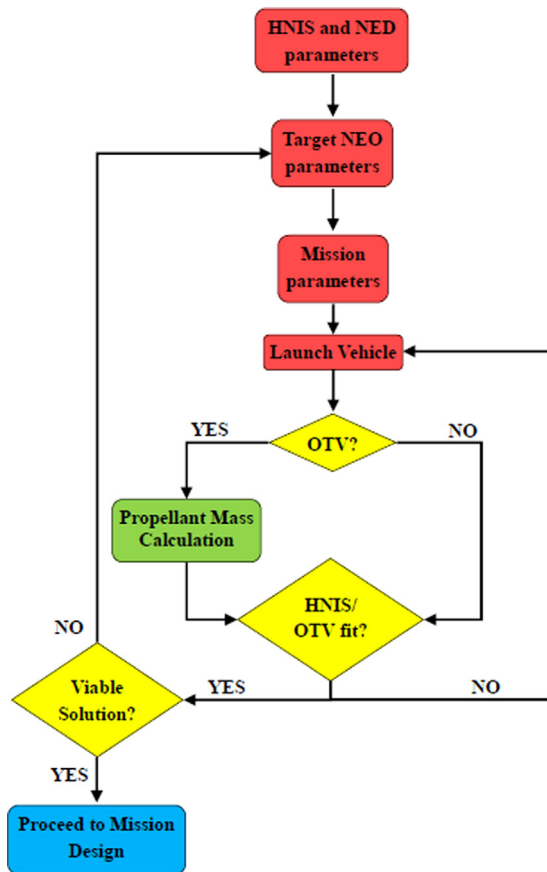 HNIS and NED
parameters
Target NEO
parameters
Mission
parameters
Launch Vehicle
YES
OTV?
NO
Propellant Mass
Calculation
HNIS/
OTV fit?
NO
Viable
Solution?
YES
NO
YES
Proceed to Mission
Design